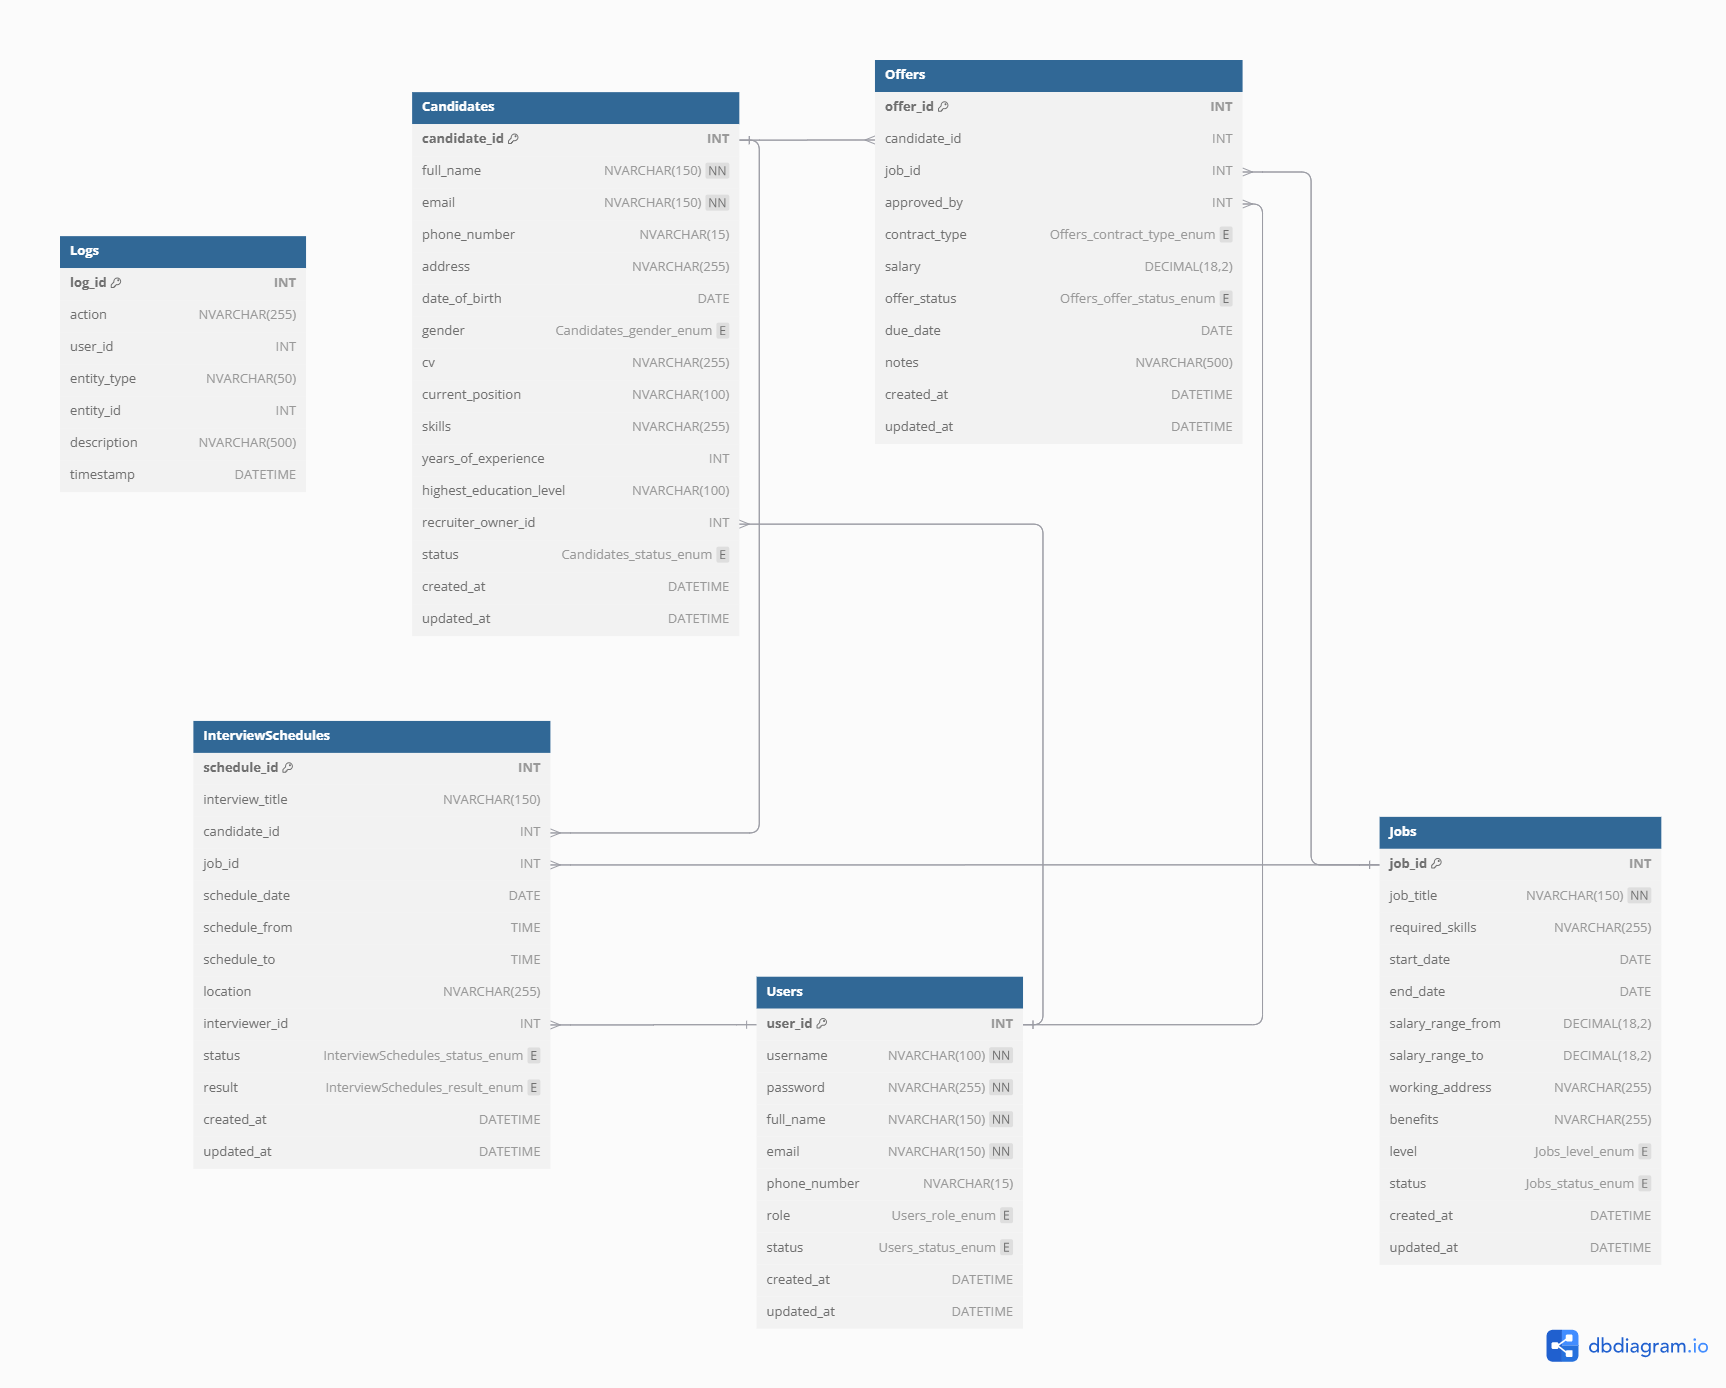 Offers
offer_id INT
candidate_id INT
job_id INT
approved_by INT
contract_type Offers_contract_type_enum E
salary DECIMAL(18,2)
offer_status Offers_offer_status_enum E
due_date DATE
notes NVARCHAR(500)
created_at DATETIME
updated_at DATETIME
Candidates
candidate_id INT
full_name NVARCHAR(150) NN
email NVARCHAR(150) NN
phone_number NVARCHAR(15)
address NVARCHAR(255)
date_of_birth DATE
gender Candidates_gender_enum E
cv NVARCHAR(255)
current_position NVARCHAR(100)
skills NVARCHAR(255)
years_of_experience INT
highest_education_level NVARCHAR(100)
recruiter_owner_id INT
status Candidates_status_enum E
created_at DATETIME
updated_at DATETIME
Logs
log_id INT
action NVARCHAR(255)
user_id INT
entity_type NVARCHAR(50)
entity_id INT
description NVARCHAR(500)
timestamp DATETIME
InterviewSchedules
schedule_id INT
interview_title NVARCHAR(150)
candidate_id INT
job_id INT
schedule_date DATE
schedule_from TIME
schedule_to TIME
location NVARCHAR(255)
interviewer_id INT
status InterviewSchedules_status_enum E
result InterviewSchedules_result_enum E
created_at DATETIME
updated_at DATETIME
Users
user_id INT
username NVARCHAR(100) NN
password NVARCHAR(255) NN
full_name NVARCHAR(150) NN
email NVARCHAR(150) NN
phone_number NVARCHAR(15)
role Users_role_enum E
status Users_status_enum E
created_at DATETIME
updated_at DATETIME
Jobs
job_id INT
job_title NVARCHAR(150) NN
required_skills NVARCHAR(255)
start_date DATE
end_date DATE
salary_range_from DECIMAL(18,2)
salary_range_to DECIMAL(18,2)
working_address NVARCHAR(255)
benefits NVARCHAR(255)
level Jobs_level_enum E
status Jobs_status_enum E
created_at DATETIME
updated_at DATETIME
dbdiagram.io